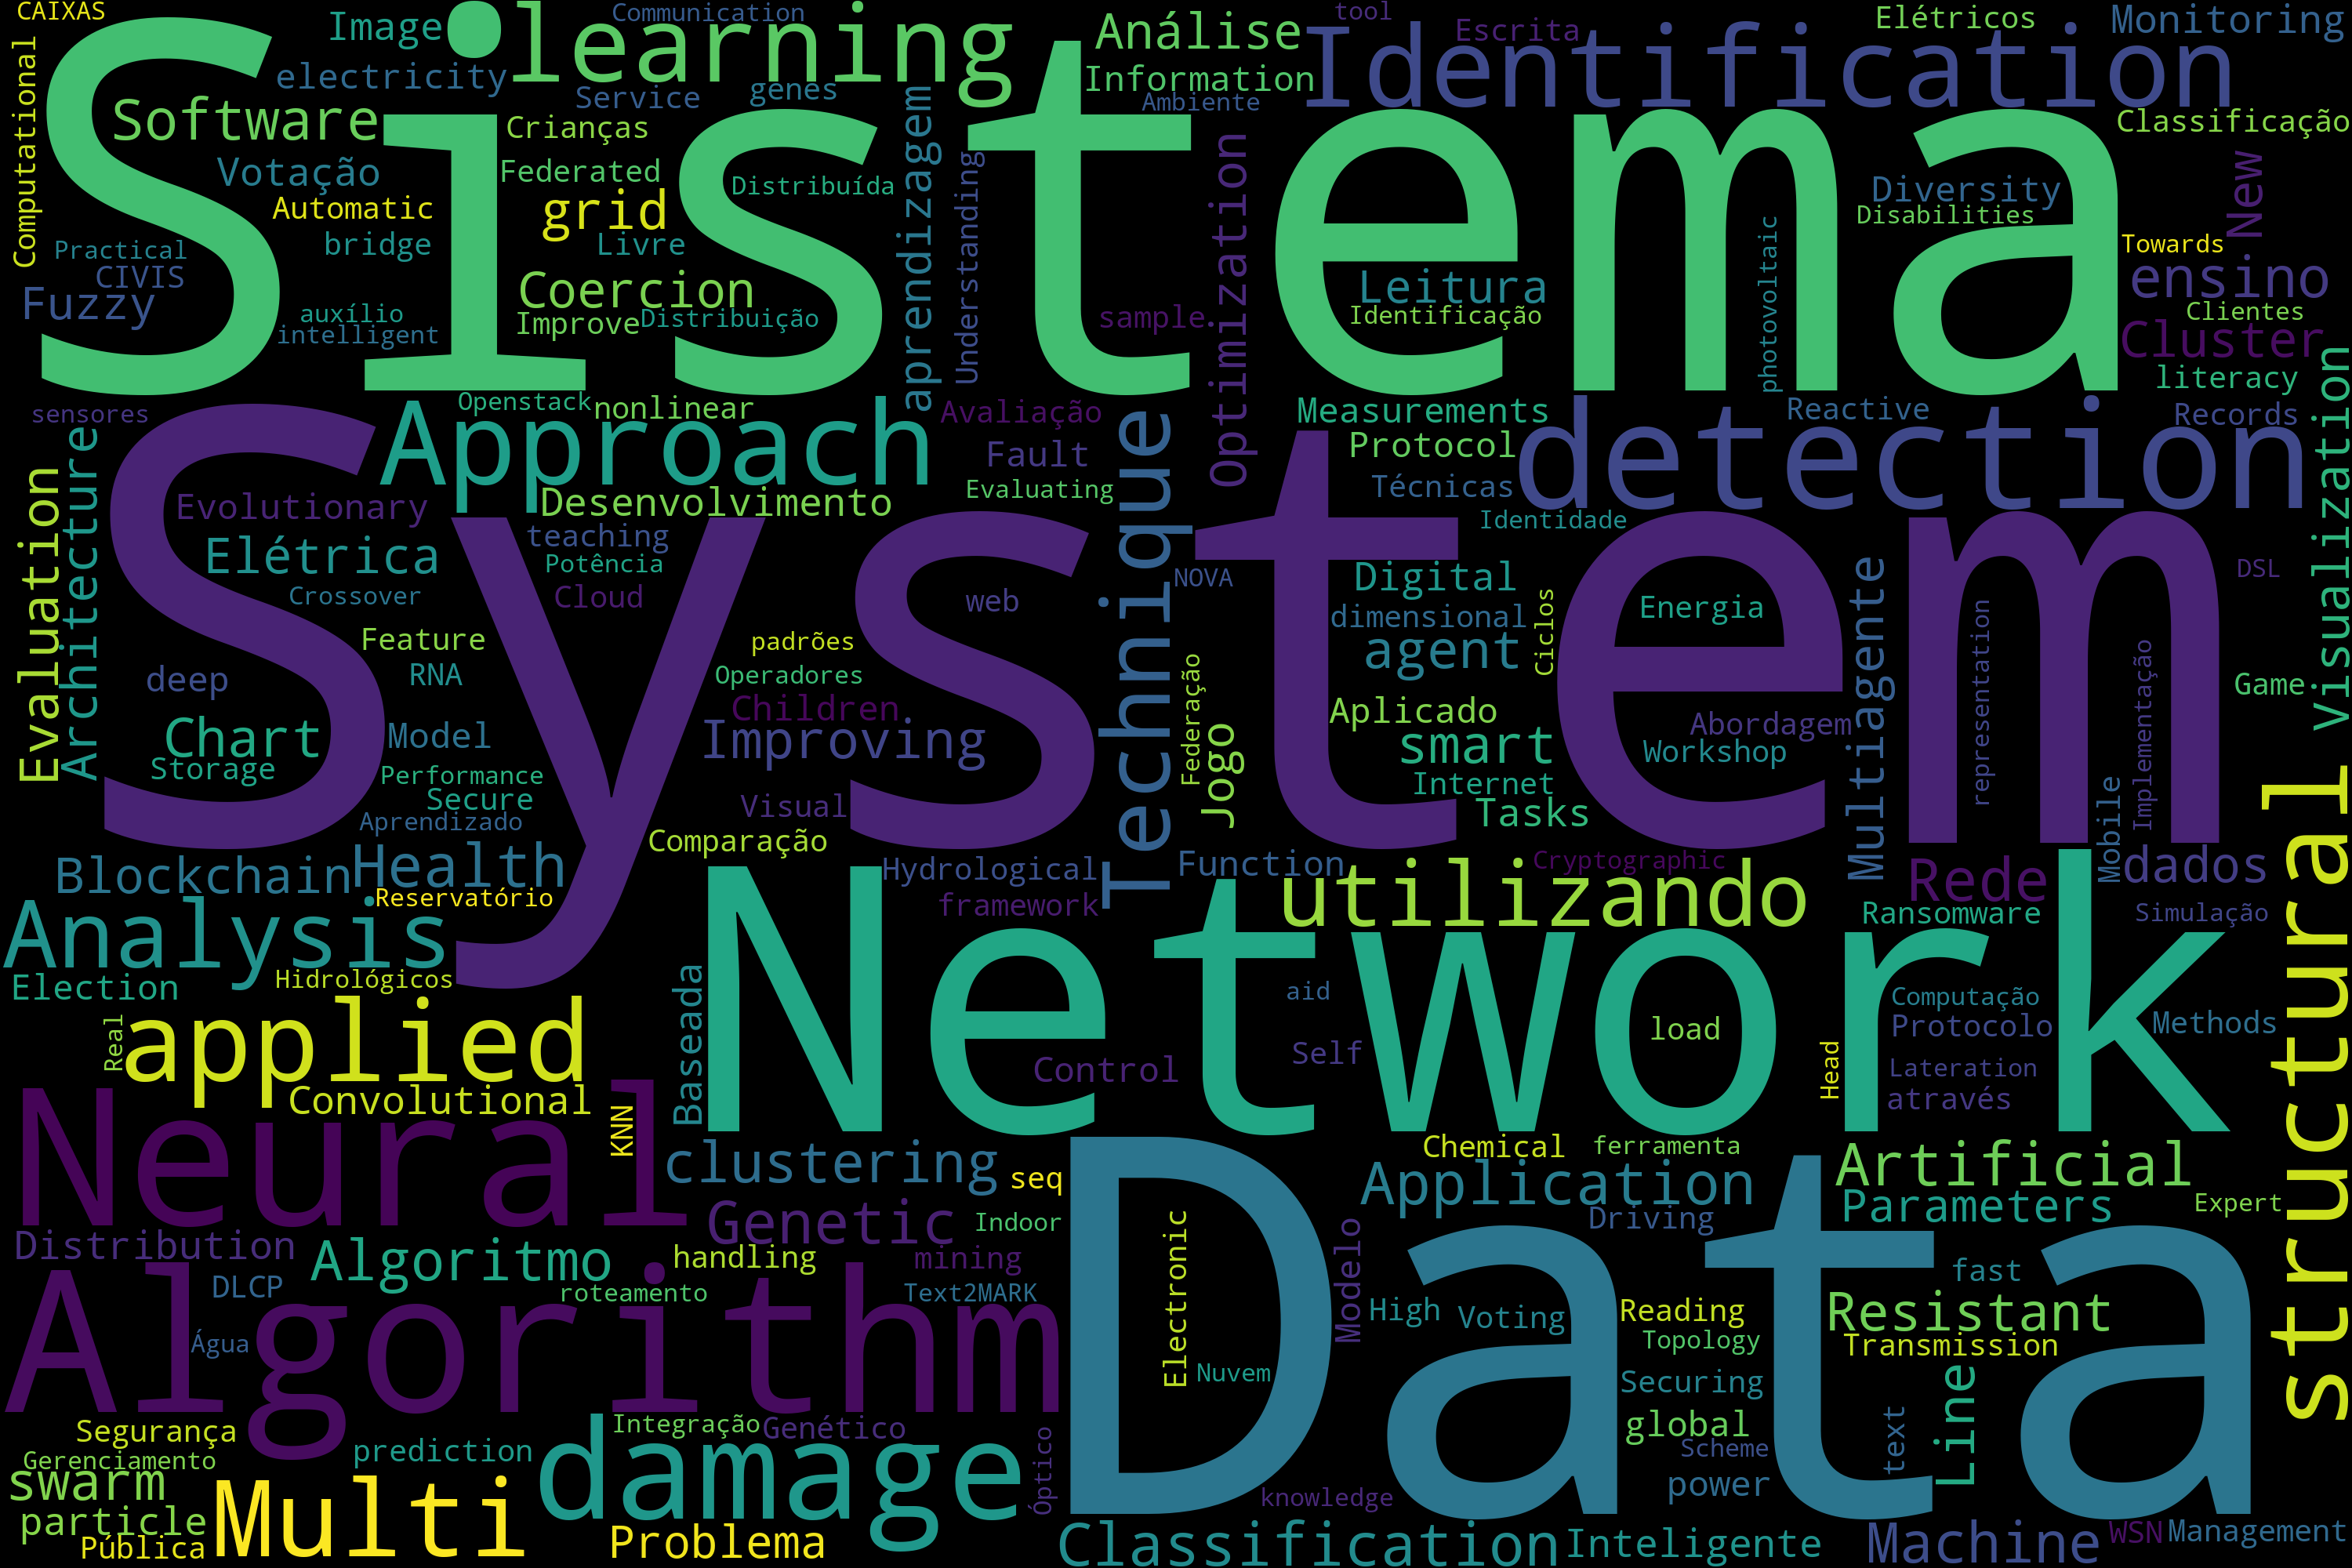 CAIXAS
Communication
tool
Elétricos
Monitoring
Image
learning
Análise
Escrita
Identification
Sistema
Computational
electricity
Service
genes
Information
Ambiente
Software
Crianças
Classificação
Votação
Federated
Distribuída
aprendizagem
Understanding
Optimization
Diversity
Disabilities
New
Automatic
grid
Practical
bridge
Livre
Towards
CIVIS
Fuzzy
Coercion
Leitura
photovoltaic
ensino
auxílio
intelligent
Improve
Distribuição
sample
Identificação
Clientes
Cluster
literacy
visualization
sensores
Approach
Openstack
nonlinear
Avaliação
Measurements
Reactive
Records
Architecture
Technique
Fault
Protocol
detection
Evaluation
Evolutionary
Desenvolvimento
Evaluating
Técnicas
System
Elétrica
teaching
Identidade
Potência
NOVA
Digital
DSL
Crossover
Cloud
web
dimensional
Ciclos
Energia
Multiagente
representation
Feature
padrões
agent
deep
RNA
Operadores
Federação
Game
Implementação
Chart
Model
Children
Improving
Jogo
Aplicado
Abordagem
smart
Workshop
Storage
Performance
Internet
Secure
Visual
Tasks
Mobile
Aprendizado
Comparação
structural
Blockchain
Health
Hydrological
Function
Cryptographic
utilizando
Rede
dados
Reservatório
framework
Ransomware
Simulação
Analysis
Network
Election
Hidrológicos
Baseada
aid
Computação
applied
Real
load
Protocolo
Methods
Self
Control
Head
Lateration
através
Neural
Convolutional
KNN
clustering
seq
Chemical
ferramenta
Application
Artificial
Parameters
Expert
Genetic
Indoor
Electronic
Driving
Distribution
Algoritmo
handling
mining
Modelo
fast
DLCP
roteamento
Text2MARK
Data
High
Voting
Reading
Resistant
Água
Algorithm
Topology
Transmission
Nuvem
Securing
Line
Segurança
Integração
Genético
global
text
Gerenciamento
prediction
damage
Óptico
Scheme
swarm
Multi
knowledge
power
particle
Pública
Problema
Classification
Inteligente
Machine
WSN
Management